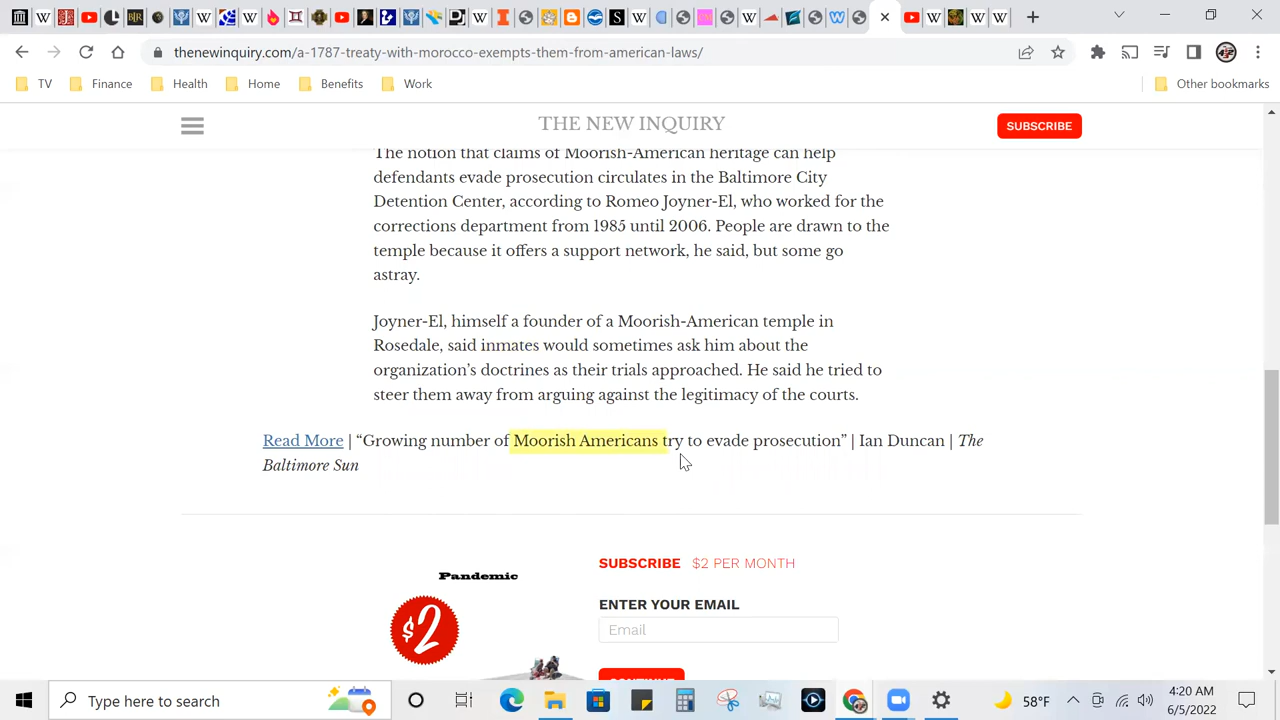 thenewinquiry.com/a-1787-treaty-with-morocco-exempts-them-from-american-laws/
TV Finance Health Home Benefits Work Other bookmarks
THE NEW INQUIRY
SUBSCRIBE
The notion that claims of Moorish-American heritage can help
defendants evade prosecution circulates in the Baltimore City
Detention Center, according to Romeo Joyner-El, who worked for the
corrections department from 1985 until 2006. People are drawn to the
temple because it offers a support network, he said, but some go
astray.
Joyner-El, himself a founder of a Moorish-American temple in
Rosedale, said inmates would sometimes ask him about the
organization’s doctrines as their trials approached. He said he tried to
steer them away from arguing against the legitimacy of the courts.
Read More | “Growing number of Moorish Americans try to evade prosecution” | Ian Duncan | The
Baltimore Sun
SUBSCRIBE $2 PER MONTH
Pandemic
ENTER YOUR EMAIL
$2
Email
Type here to search
58°F
4:20 AM
6/5/2022